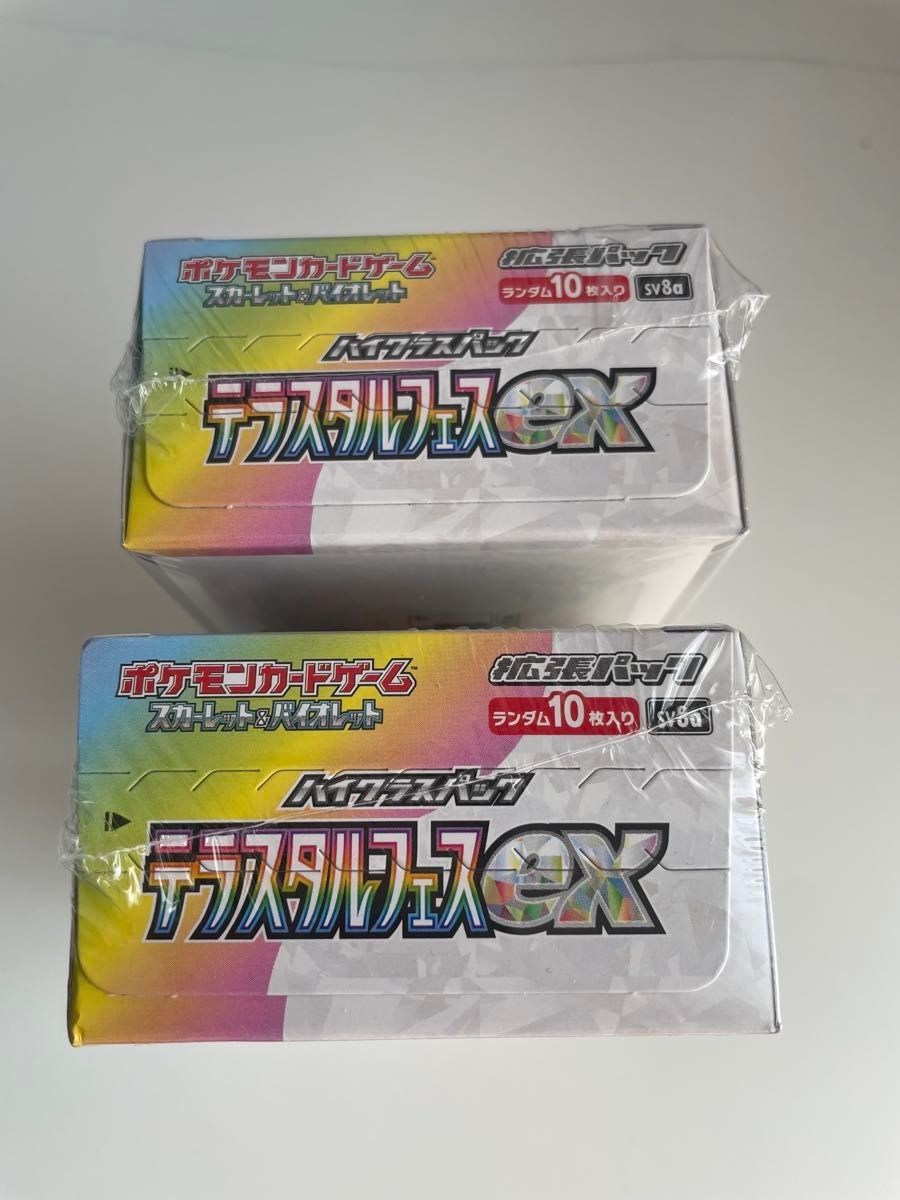 ポケモンカードゲーム
拡張パック
スカーレット&バイオレット
ランダム10枚入り sv8a
ハイクラスパック
テラスタルフェスex
ポケモンカードゲーム™
拡張パック
スカーレット&バイオレット
ランダム10枚入り sv8a
ハイクラスパック
テラスタルフェスex